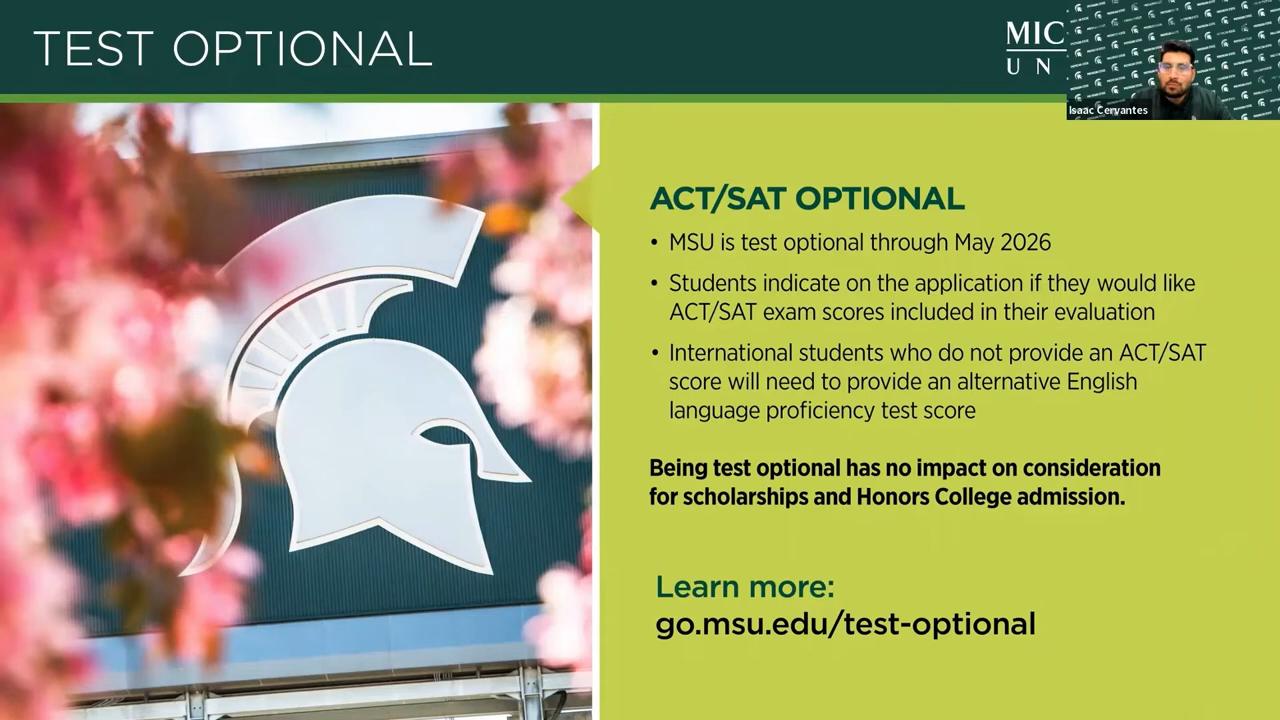 TEST OPTIONAL
MIC
UN
Isaac Cervantes
ACT/SAT OPTIONAL
• MSU is test optional through May 2026
• Students indicate on the application if they would like
ACT/SAT exam scores included in their evaluation
• International students who do not provide an ACT/SAT
score will need to provide an alternative English
language proficiency test score
Being test optional has no impact on consideration
for scholarships and Honors College admission.
Learn more:
go.msu.edu/test-optional